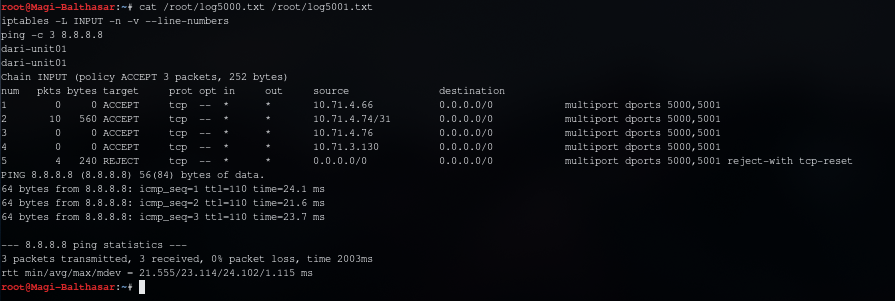 root@Magi-Balthasar:~# cat /root/log5000.txt /root/log5001.txt
iptables -L INPUT -n -v --line-numbers
ping -c 3 8.8.8.8
dari-unit01
dari-unit01
Chain INPUT (policy ACCEPT 3 packets, 252 bytes)
num   pkts bytes target     prot opt in     out     source               destination
1        0     0 ACCEPT     tcp  --  *      *       10.71.4.66           0.0.0.0/0            multiport dports 5000,5001
2       10   560 ACCEPT     tcp  --  *      *       10.71.4.74/31        0.0.0.0/0            multiport dports 5000,5001
3        0     0 ACCEPT     tcp  --  *      *       10.71.4.76           0.0.0.0/0            multiport dports 5000,5001
4        0     0 ACCEPT     tcp  --  *      *       10.71.3.130          0.0.0.0/0            multiport dports 5000,5001
5        4   240 REJECT     tcp  --  *      *       0.0.0.0/0            0.0.0.0/0            multiport dports 5000,5001 reject-with tcp-reset
PING 8.8.8.8 (8.8.8.8) 56(84) bytes of data.
64 bytes from 8.8.8.8: icmp_seq=1 ttl=110 time=24.1 ms
64 bytes from 8.8.8.8: icmp_seq=2 ttl=110 time=21.6 ms
64 bytes from 8.8.8.8: icmp_seq=3 ttl=110 time=23.7 ms
--- 8.8.8.8 ping statistics ---
3 packets transmitted, 3 received, 0% packet loss, time 2003ms
rtt min/avg/max/mdev = 21.555/23.114/24.102/1.115 ms
root@Magi-Balthasar:~#